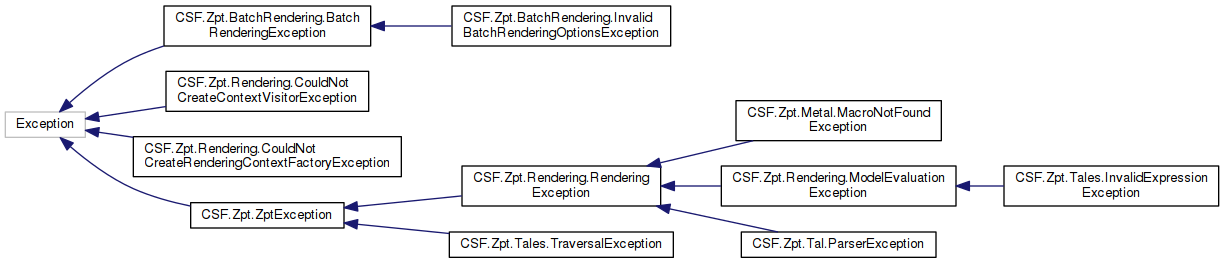 CSF.Zpt.BatchRendering.Batch
RenderingException
CSF.Zpt.BatchRendering.Invalid
BatchRenderingOptionsException
CSF.Zpt.Rendering.CouldNot
CreateContextVisitorException
Exception
CSF.Zpt.Rendering.CouldNot
CreateRenderingContextFactoryException
CSF.Zpt.ZptException
CSF.Zpt.Rendering.Rendering
Exception
CSF.Zpt.Tales.TraversalException
CSF.Zpt.Metal.MacroNotFound
Exception
CSF.Zpt.Rendering.ModelEvaluation
Exception
CSF.Zpt.Tal.ParserException
CSF.Zpt.Tales.InvalidExpression
Exception